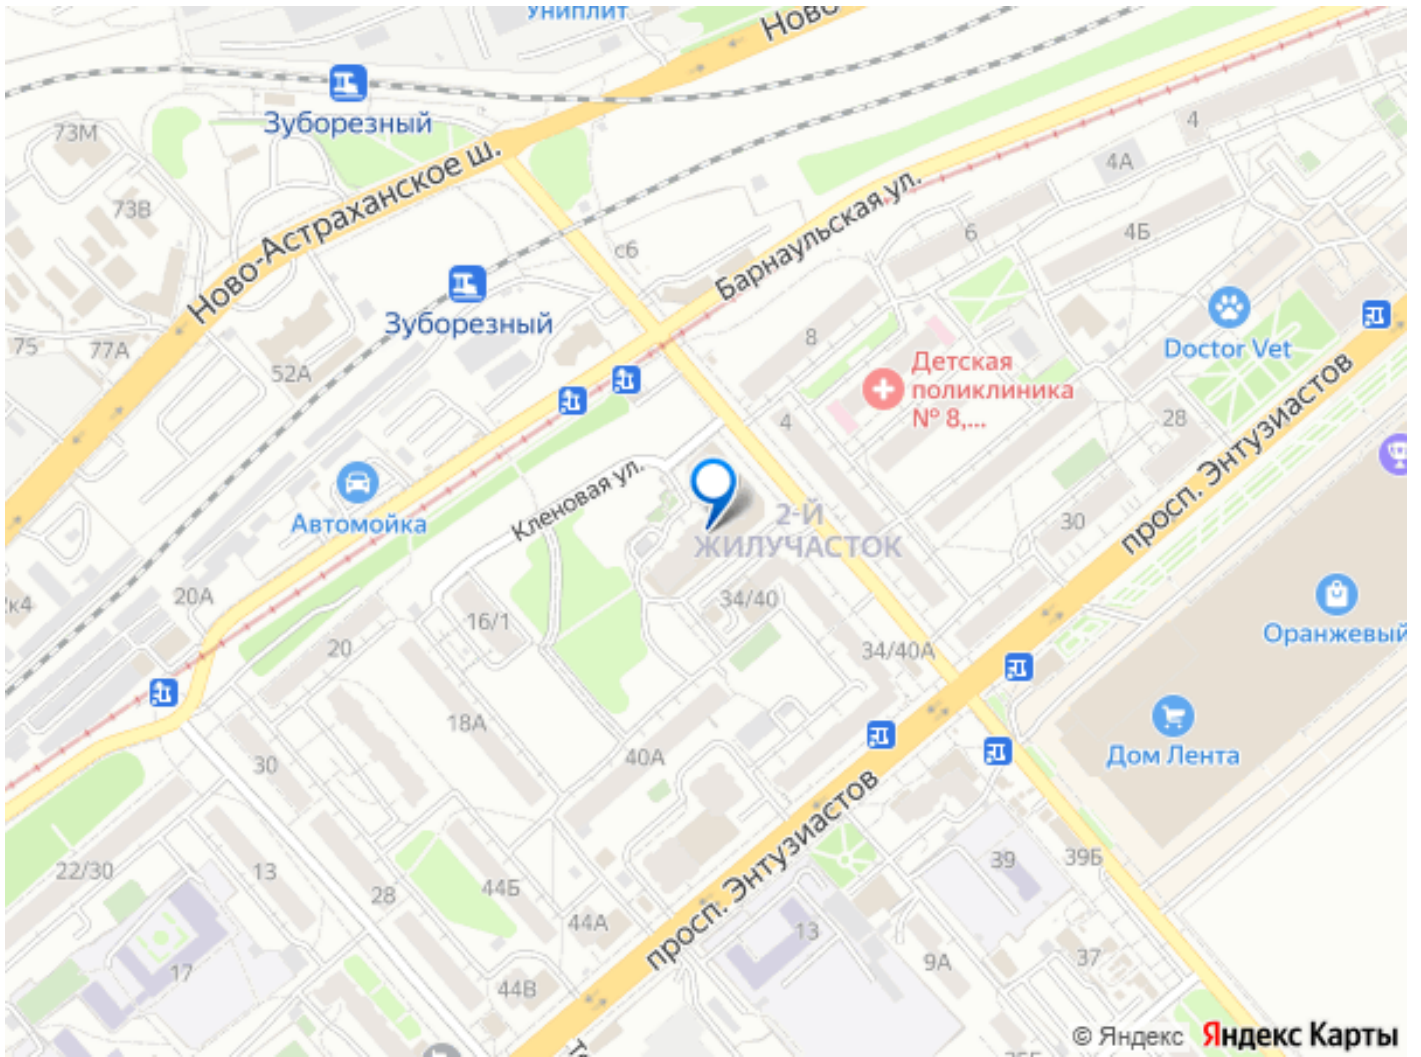 УНИПЛИТ
Ново
Зуборезный
73М
4
Ново-Астраханское ш.
4А
73В
Барнаульская ул.
6
4Б
с6
Зуборезный
75
77А
52А
8
Doctor Vet
Детская
поликлиника
№ 8,...
4
28
просп. Энтузиастов
Автомойка
Кленовая ул.
2-Й
ЖИЛУЧАСТОК
30
к4
20А
34/40
16/1
Оранжевый
20
34/40А
18А
40А
Дом Лента
30
просп. Энтузиастов
22/30
13
28
44Б
39
39Б
44А
13
17
9А
37
44В
© Яндекс
Яндекс Карты